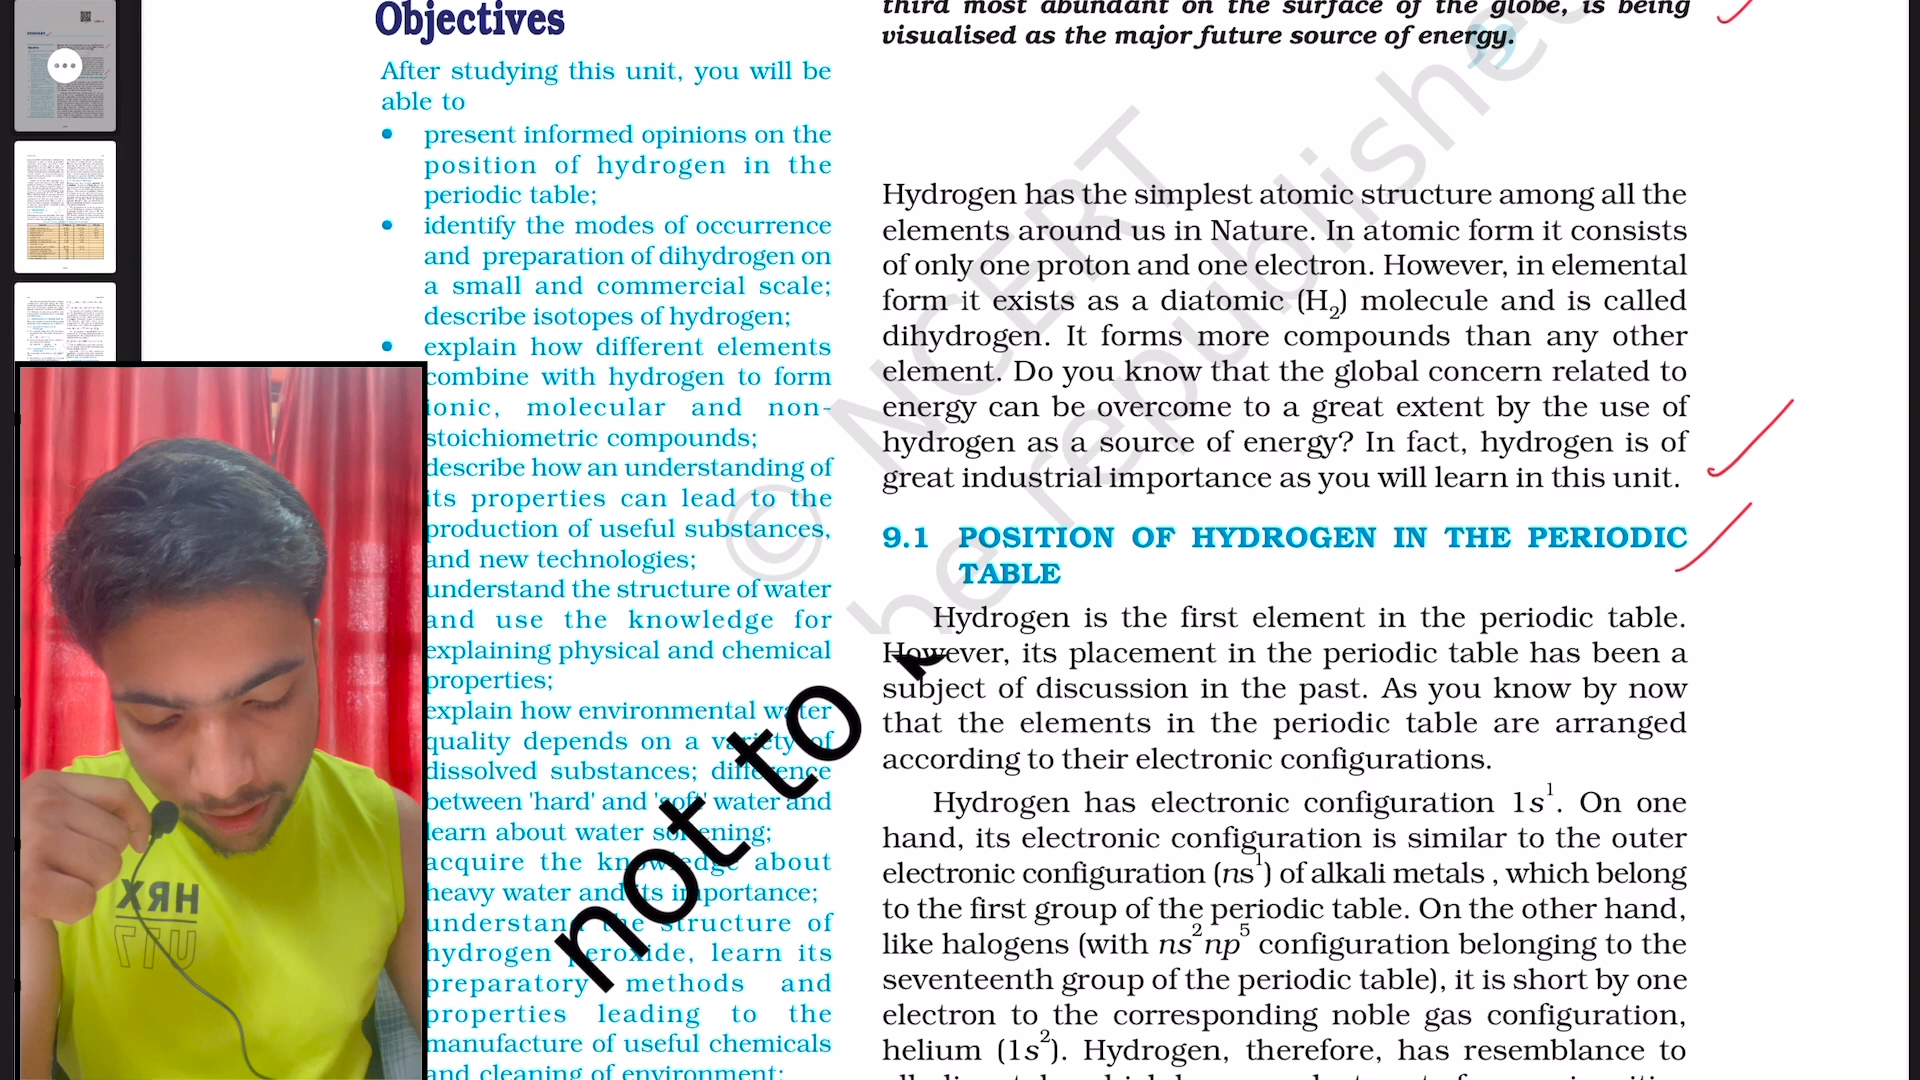 Objectives
After studying this unit, you will be
able to
• present informed opinions on the
position of hydrogen in the
periodic table;
• identify the modes of occurrence
and preparation of dihydrogen on
a small and commercial scale;
describe isotopes of hydrogen;
• explain how different elements
combine with hydrogen to form
ionic, molecular and non-
stoichiometric compounds;
describe how an understanding of
its properties can lead to the
production of useful substances,
and new technologies;
understand the structure of water
and use the knowledge for
explaining physical and chemical
properties;
explain how environmental water
quality depends on a variety of
dissolved substances; difference
between 'hard' and 'soft' water and
learn about water softening;
acquire the knowledge about
heavy water and its importance;
understand the structure of
hydrogen peroxide, learn its
preparatory methods and
properties leading to the
manufacture of useful chemicals
and cleaning of environment;
third most abundant on the surface of the globe, is being
visualised as the major future source of energy.
Hydrogen has the simplest atomic structure among all the
elements around us in Nature. In atomic form it consists
of only one proton and one electron. However, in elemental
form it exists as a diatomic (H₂) molecule and is called
dihydrogen. It forms more compounds than any other
element. Do you know that the global concern related to
energy can be overcome to a great extent by the use of
hydrogen as a source of energy? In fact, hydrogen is of
great industrial importance as you will learn in this unit.
9.1 POSITION OF HYDROGEN IN THE PERIODIC
TABLE
Hydrogen is the first element in the periodic table.
However, its placement in the periodic table has been a
subject of discussion in the past. As you know by now
that the elements in the periodic table are arranged
according to their electronic configurations.
Hydrogen has electronic configuration 1s¹. On one
hand, its electronic configuration is similar to the outer
electronic configuration (ns¹) of alkali metals , which belong
to the first group of the periodic table. On the other hand,
like halogens (with ns²np⁵ configuration belonging to the
seventeenth group of the periodic table), it is short by one
electron to the corresponding noble gas configuration,
helium (1s²). Hydrogen, therefore, has resemblance to
© NCERT
not to be republished
HRX